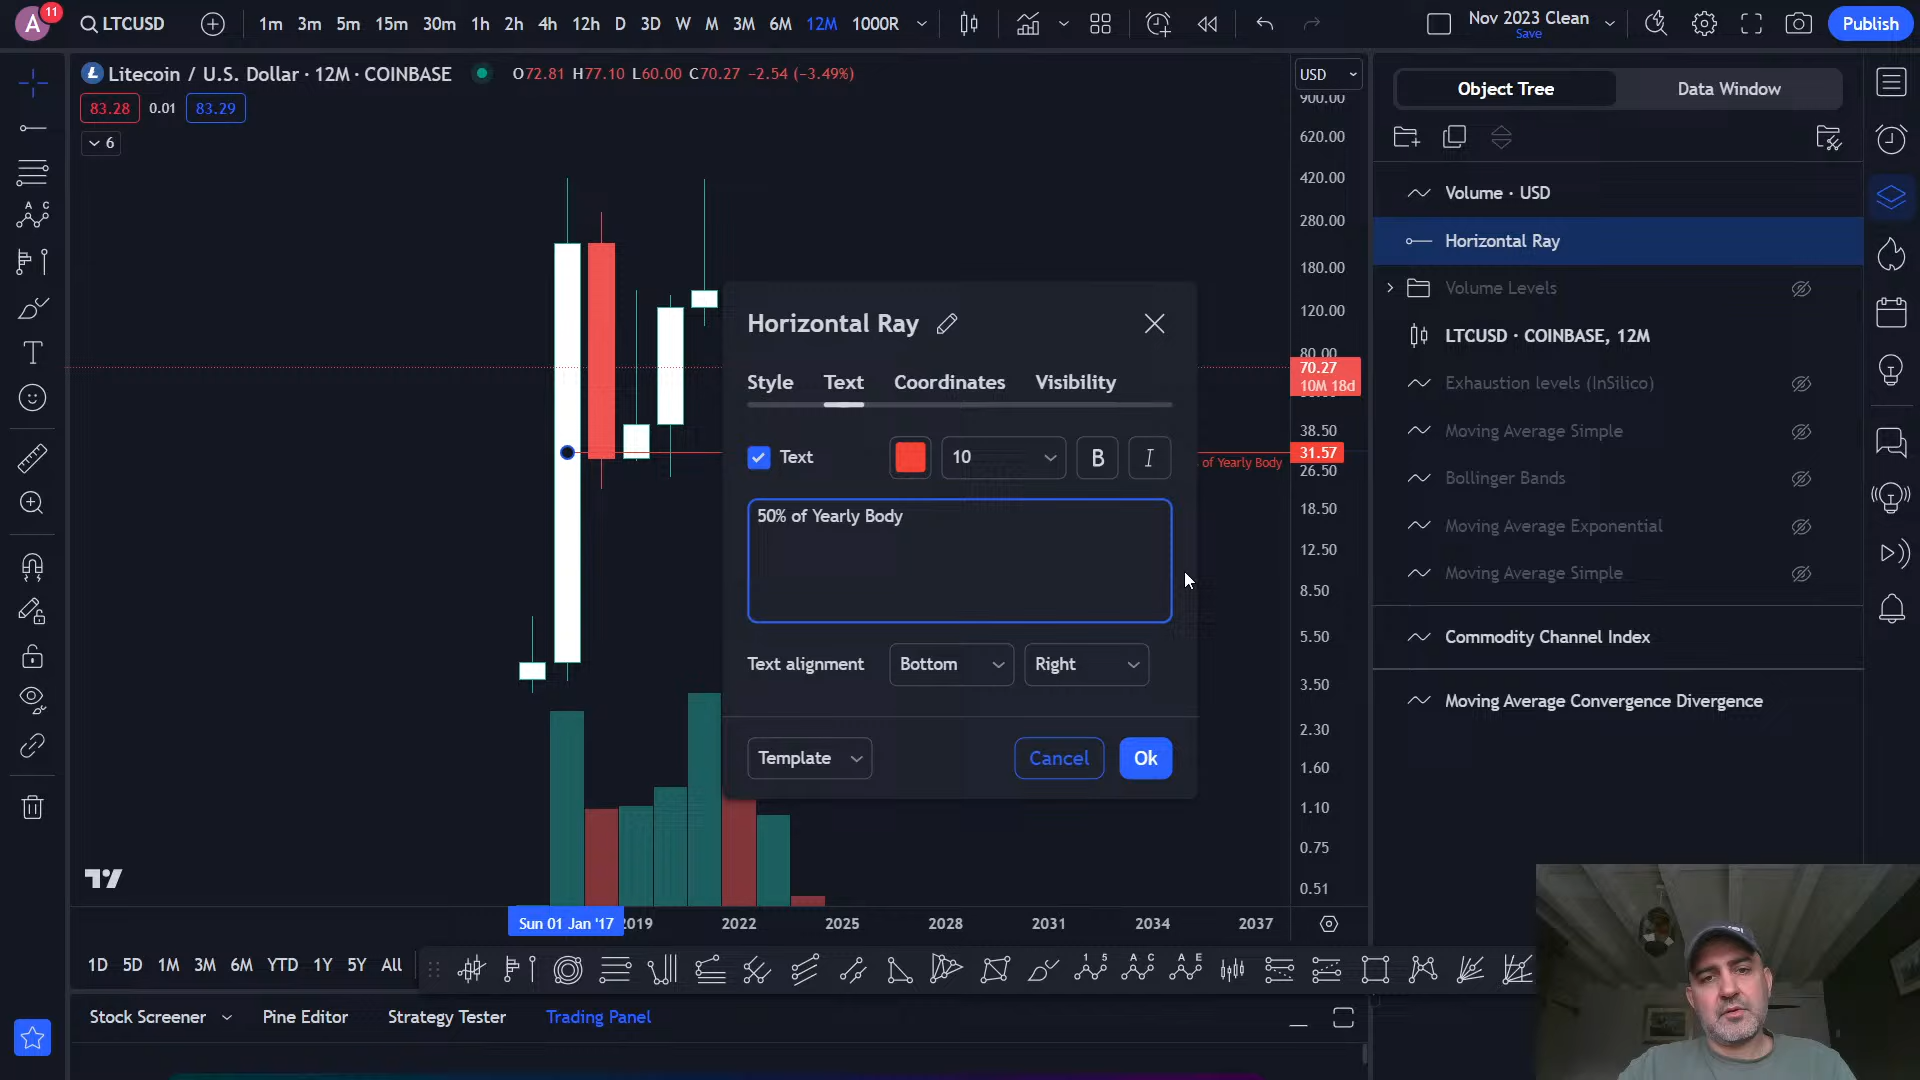 A
11
LTCUSD
1m 3m 5m 15m 30m 1h 2h 4h 12h D 3D W M 3M 6M 12M 1000R
Nov 2023 Clean
Save
Publish
Litecoin / U.S. Dollar · 12M · COINBASE
O72.81 H77.10 L60.00 C70.27 −2.54 (−3.49%)
USD
83.28 0.01 83.29
6
900.00
620.00
420.00
280.00
180.00
120.00
80.00
70.27
10M 18d
38.50
31.57
26.50
18.50
12.50
8.50
5.50
3.50
2.30
1.60
1.10
0.75
0.51
Object Tree
Data Window
Volume · USD
Horizontal Ray
Volume Levels
LTCUSD · COINBASE, 12M
Exhaustion levels (InSilico)
Moving Average Simple
Bollinger Bands
Moving Average Exponential
Moving Average Simple
Commodity Channel Index
Moving Average Convergence Divergence
Horizontal Ray
Style Text Coordinates Visibility
Text
10
B
I
of Yearly Body
50% of Yearly Body
Text alignment
Bottom
Right
Template
Cancel
Ok
Sun 01 Jan '17
2019 2022 2025 2028 2031 2034 2037
1D 5D 1M 3M 6M YTD 1Y 5Y All
Stock Screener
Pine Editor
Strategy Tester
Trading Panel